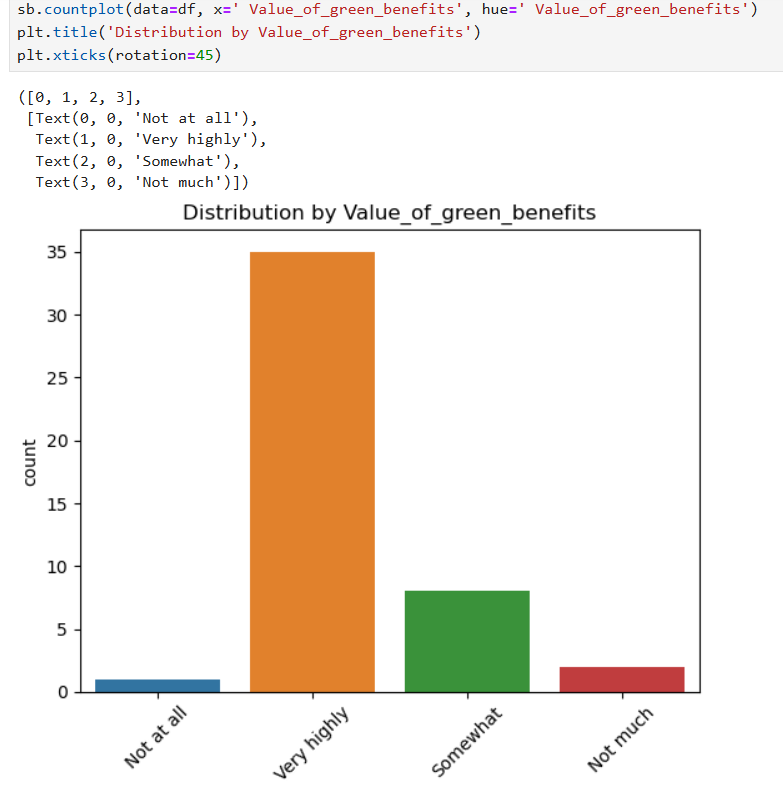 sb.countplot(data=df, x=' Value_of_green_benefits', hue=' Value_of_green_benefits')
plt.title('Distribution by Value_of_green_benefits')
plt.xticks(rotation=45)
([0, 1, 2, 3],
 [Text(0, 0, 'Not at all'),
  Text(1, 0, 'Very highly'),
  Text(2, 0, 'Somewhat'),
  Text(3, 0, 'Not much')])
Distribution by Value_of_green_benefits
35
30
25
20
15
10
5
0
count
Not at all
Very highly
Somewhat
Not much